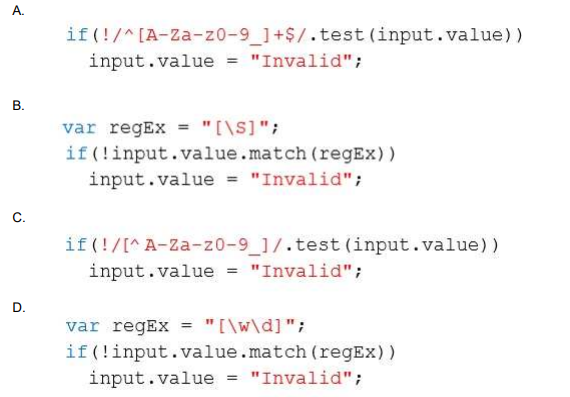 A.
if(!/^[A-Za-z0-9_]+$/.test(input.value))
input.value = "Invalid";
B.
var regEx = "[\S]";
if(!input.value.match(regEx))
input.value = "Invalid";
C.
if(!/[^ A-Za-z0-9_]/.test(input.value))
input.value = "Invalid";
D.
var regEx = "[\w\d]";
if(!input.value.match(regEx))
input.value = "Invalid";